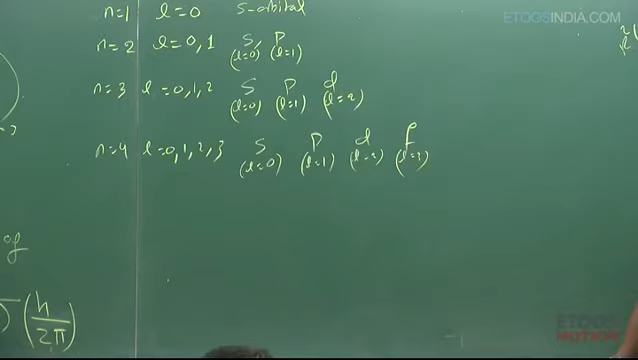 n=1 l=0 s-orbital
ETOOSINDIA.COM
n=2 l=0,1 S, P
(l=0) (l=1)
n=3 l=0,1,2 S P d
(l=0) (l=1) (l=2)
n=4 l=0,1,2,3 S P d f
(l=0) (l=1) (l=2) (l=3)
of
(h/2π)
ETOOS